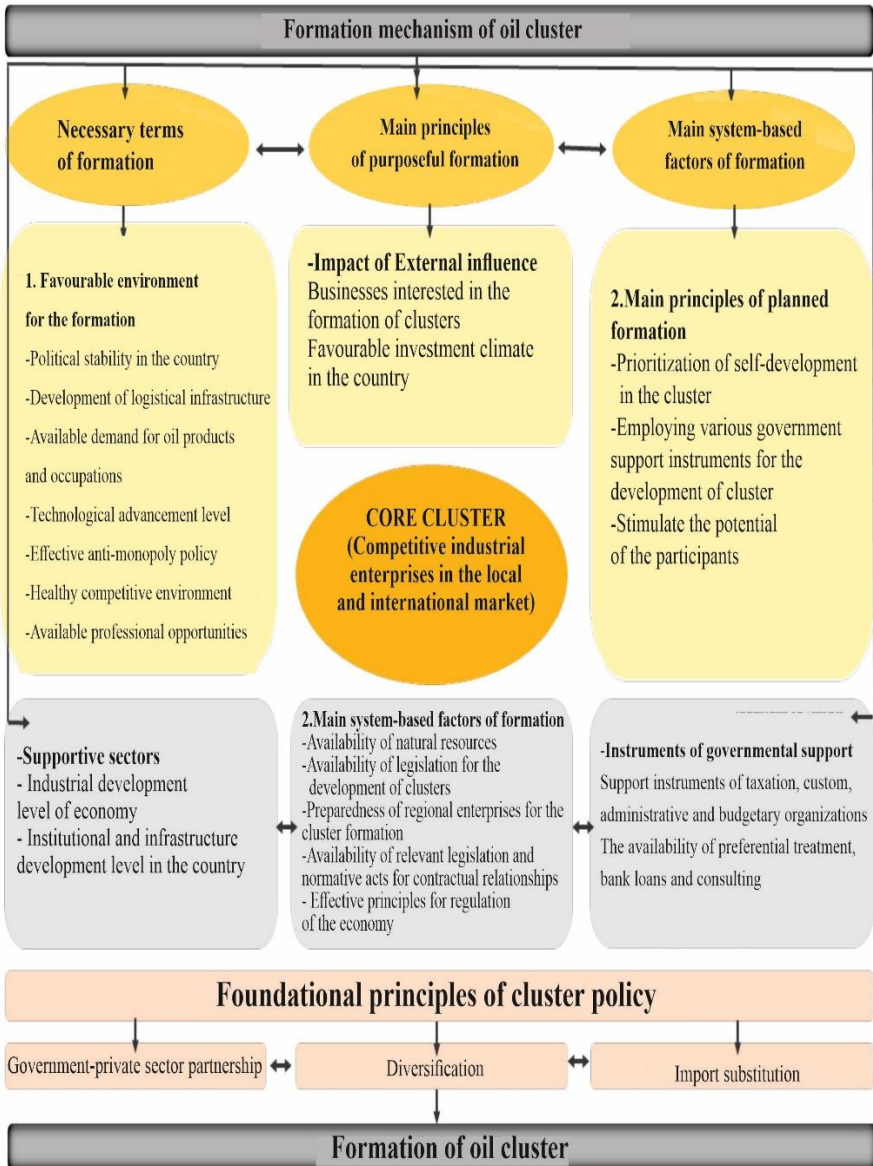 Formation mechanism of oil cluster
Necessary terms
of formation
Main principles
of purposeful formation
Main system-based
factors of formation
1. Favourable environment
for the formation
-Political stability in the country
-Development of logistical infrastructure
-Available demand for oil products
and occupations
-Technological advancement level
-Effective anti-monopoly policy
-Healthy competitive environment
-Available professional opportunities
-Impact of External influence
Businesses interested in the
formation of clusters
Favourable investment climate
in the country
2.Main principles of planned
formation
-Prioritization of self-development
in the cluster
-Employing various government
support instruments for the
development of cluster
-Stimulate the potential
of the participants
CORE CLUSTER
(Competitive industrial
enterprises in the local
and international market)
-Supportive sectors
- Industrial development
level of economy
- Institutional and infrastructure
development level in the country
2.Main system-based factors of formation
-Availability of natural resources
-Availability of legislation for the
development of clusters
-Preparedness of regional enterprises for the
cluster formation
-Availability of relevant legislation and
normative acts for contractual relationships
- Effective principles for regulation
of the economy
-Instruments of governmental support
Support instruments of taxation, custom,
administrative and budgetary organizations
The availability of preferential treatment,
bank loans and consulting
Foundational principles of cluster policy
Government-private sector partnership
Diversification
Import substitution
Formation of oil cluster